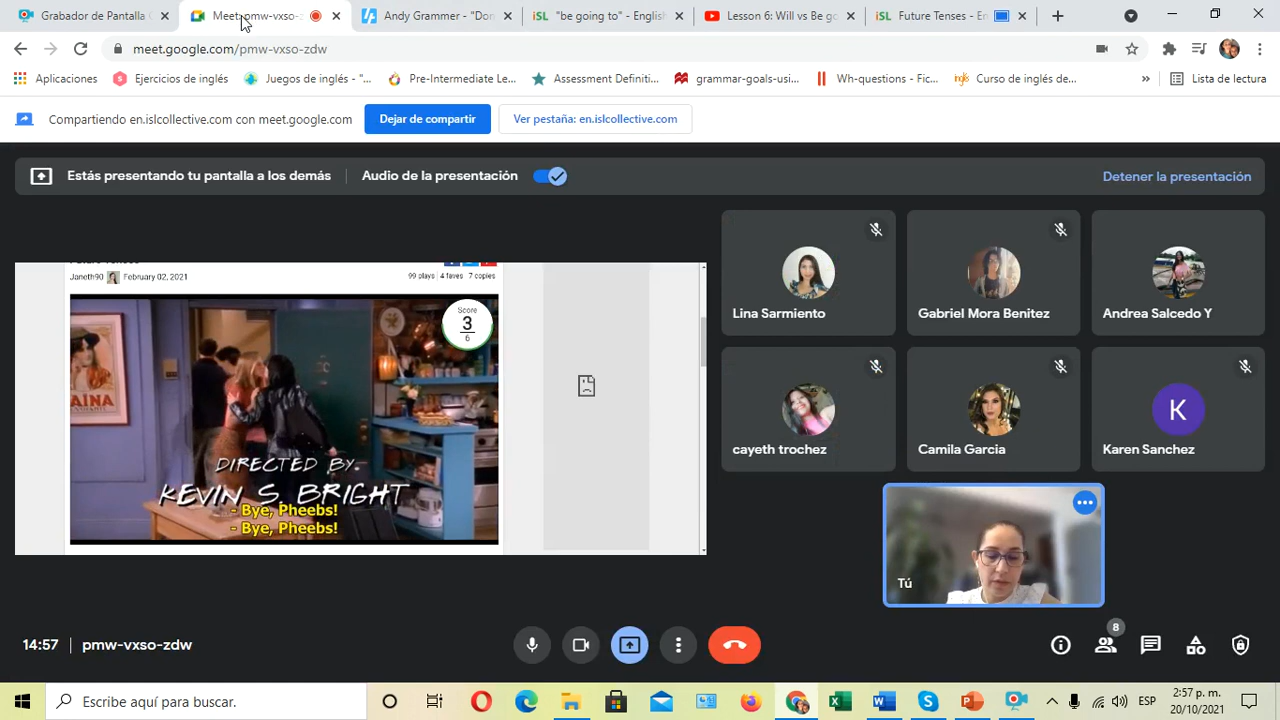 Grabador de Pantalla
Meet: pmw-vxso-z
Andy Grammer - "Don
"be going to" - English
Lesson 6: Will vs Be go
Future Tenses - En
meet.google.com/pmw-vxso-zdw
Aplicaciones
Ejercicios de inglés
Juegos de inglés - "...
Pre-Intermediate Le...
Assessment Definiti...
grammar-goals-usi...
Wh-questions - Fic...
Curso de inglés de...
»
Lista de lectura
Compartiendo en.islcollective.com con meet.google.com
Dejar de compartir
Ver pestaña: en.islcollective.com
Estás presentando tu pantalla a los demás
Audio de la presentación
Detener la presentación
Janeth90
February 02, 2021
99 plays
4 faves
7 copies
Score
3
6
AINA
DIRECTED BY
KEVIN S. BRIGHT
- Bye, Pheebs!
- Bye, Pheebs!
Lina Sarmiento
Gabriel Mora Benitez
Andrea Salcedo Y
cayeth trochez
Camila Garcia
K
Karen Sanchez
Tú
14:57
pmw-vxso-zdw
8
Escribe aquí para buscar.
ESP
2:57 p. m.
20/10/2021